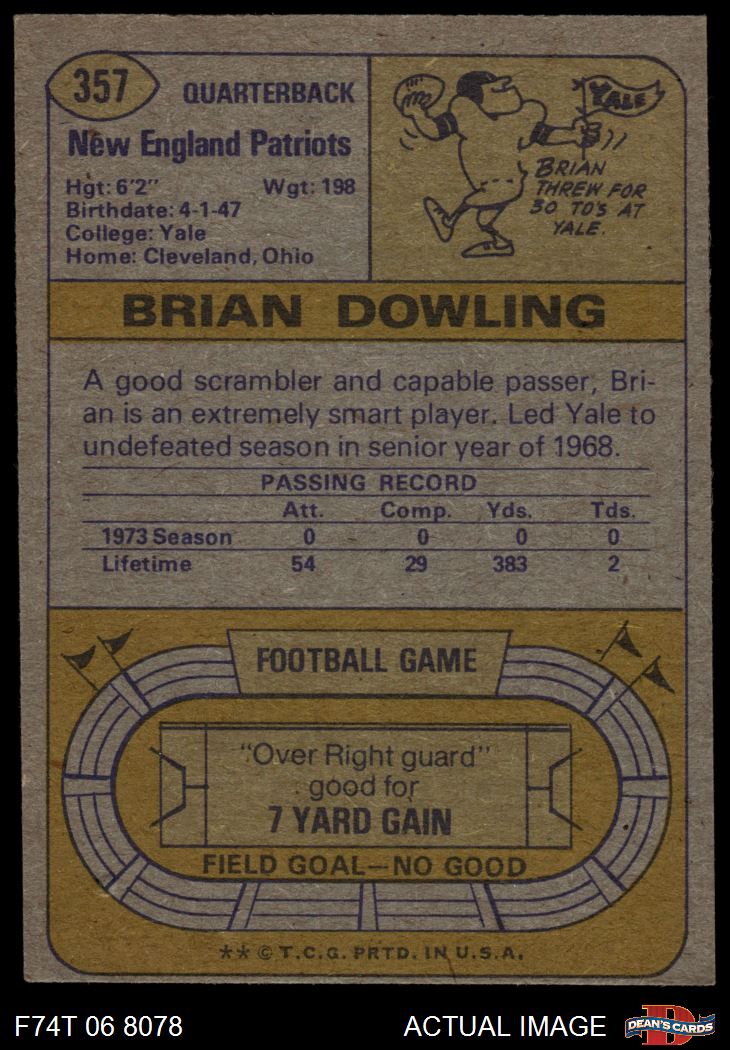 357
QUARTERBACK
New England Patriots
Hgt: 6'2" Wgt: 198
Birthdate: 4-1-47
College: Yale
Home: Cleveland, Ohio
YALE
BRIAN
THREW FOR
30 TD'S AT
YALE.
BRIAN DOWLING
A good scrambler and capable passer, Bri-
an is an extremely smart player. Led Yale to
undefeated season in senior year of 1968.
PASSING RECORD
Att. Comp. Yds. Tds.
1973 Season 0 0 0 0
Lifetime 54 29 383 2
FOOTBALL GAME
"Over Right guard"
good for
7 YARD GAIN
FIELD GOAL—NO GOOD
** © T.C.G. PRTD. IN U.S.A.
F74T 06 8078 ACTUAL IMAGE
D
DEAN'S CARDS